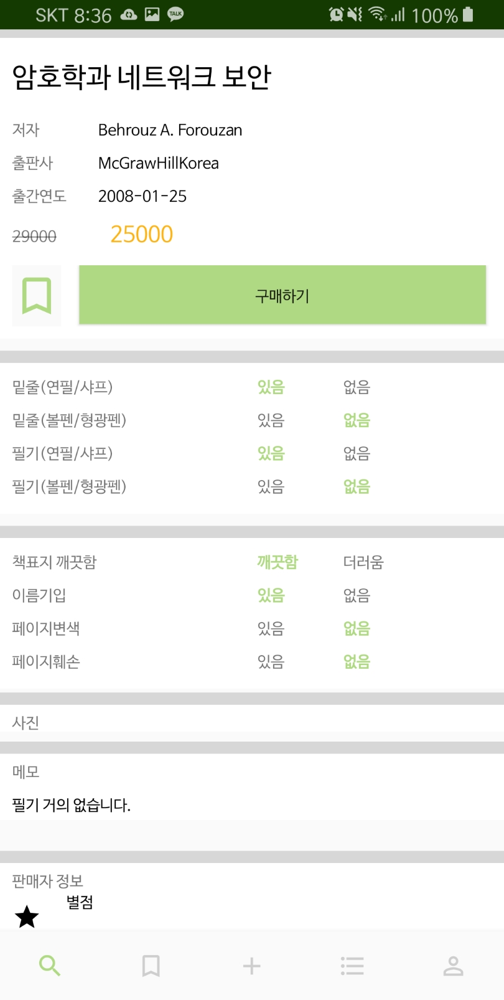 SKT 8:36 TALK 100%
암호학과 네트워크 보안
저자 Behrouz A. Forouzan
출판사 McGrawHillKorea
출간연도 2008-01-25
29000 25000
구매하기
밑줄(연필/샤프) 있음 없음
밑줄(볼펜/형광펜) 있음 없음
필기(연필/샤프) 있음 없음
필기(볼펜/형광펜) 있음 없음
책표지 깨끗함 깨끗함 더러움
이름기입 있음 없음
페이지변색 있음 없음
페이지훼손 있음 없음
사진
메모
필기 거의 없습니다.
판매자 정보
별점